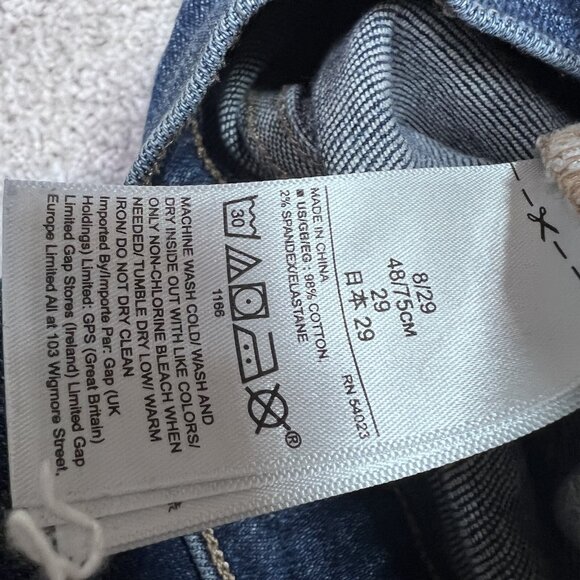 8/29
48/75CM
29
日本 29
RN 54023
MADE IN CHINA
US/GB/EG : 98% COTTON,
2% SPANDEX/ELASTANE
30
®
1166
MACHINE WASH COLD/ WASH AND
DRY INSIDE OUT WITH LIKE COLORS/
ONLY NON-CHLORINE BLEACH WHEN
NEEDED/ TUMBLE DRY LOW/ WARM
IRON/ DO NOT DRY CLEAN
Imported By/Importe Par: Gap (UK
Holdings) Limited: GPS (Great Britain)
Limited Gap Stores (Ireland) Limited Gap
Europe Limited All at 103 Wigmore Street,